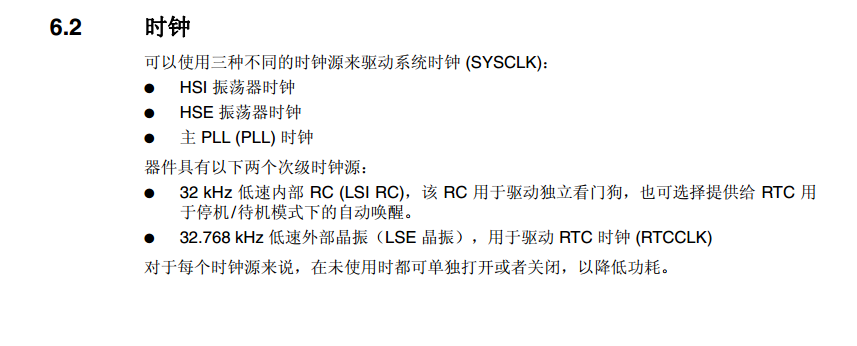 6.2 时钟
可以使用三种不同的时钟源来驱动系统时钟 (SYSCLK)：
● HSI 振荡器时钟
● HSE 振荡器时钟
● 主 PLL (PLL) 时钟
器件具有以下两个次级时钟源：
● 32 kHz 低速内部 RC (LSI RC)，该 RC 用于驱动独立看门狗，也可选择提供给 RTC 用
于停机/待机模式下的自动唤醒。
● 32.768 kHz 低速外部晶振（LSE 晶振），用于驱动 RTC 时钟 (RTCCLK)
对于每个时钟源来说，在未使用时都可单独打开或者关闭，以降低功耗。